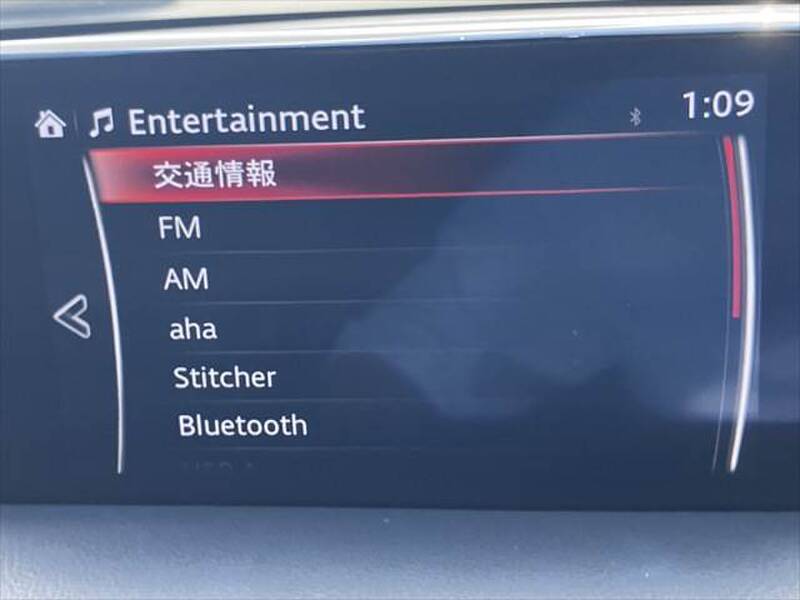 Entertainment 1:09
交通情報
FM
AM
aha
Stitcher
Bluetooth